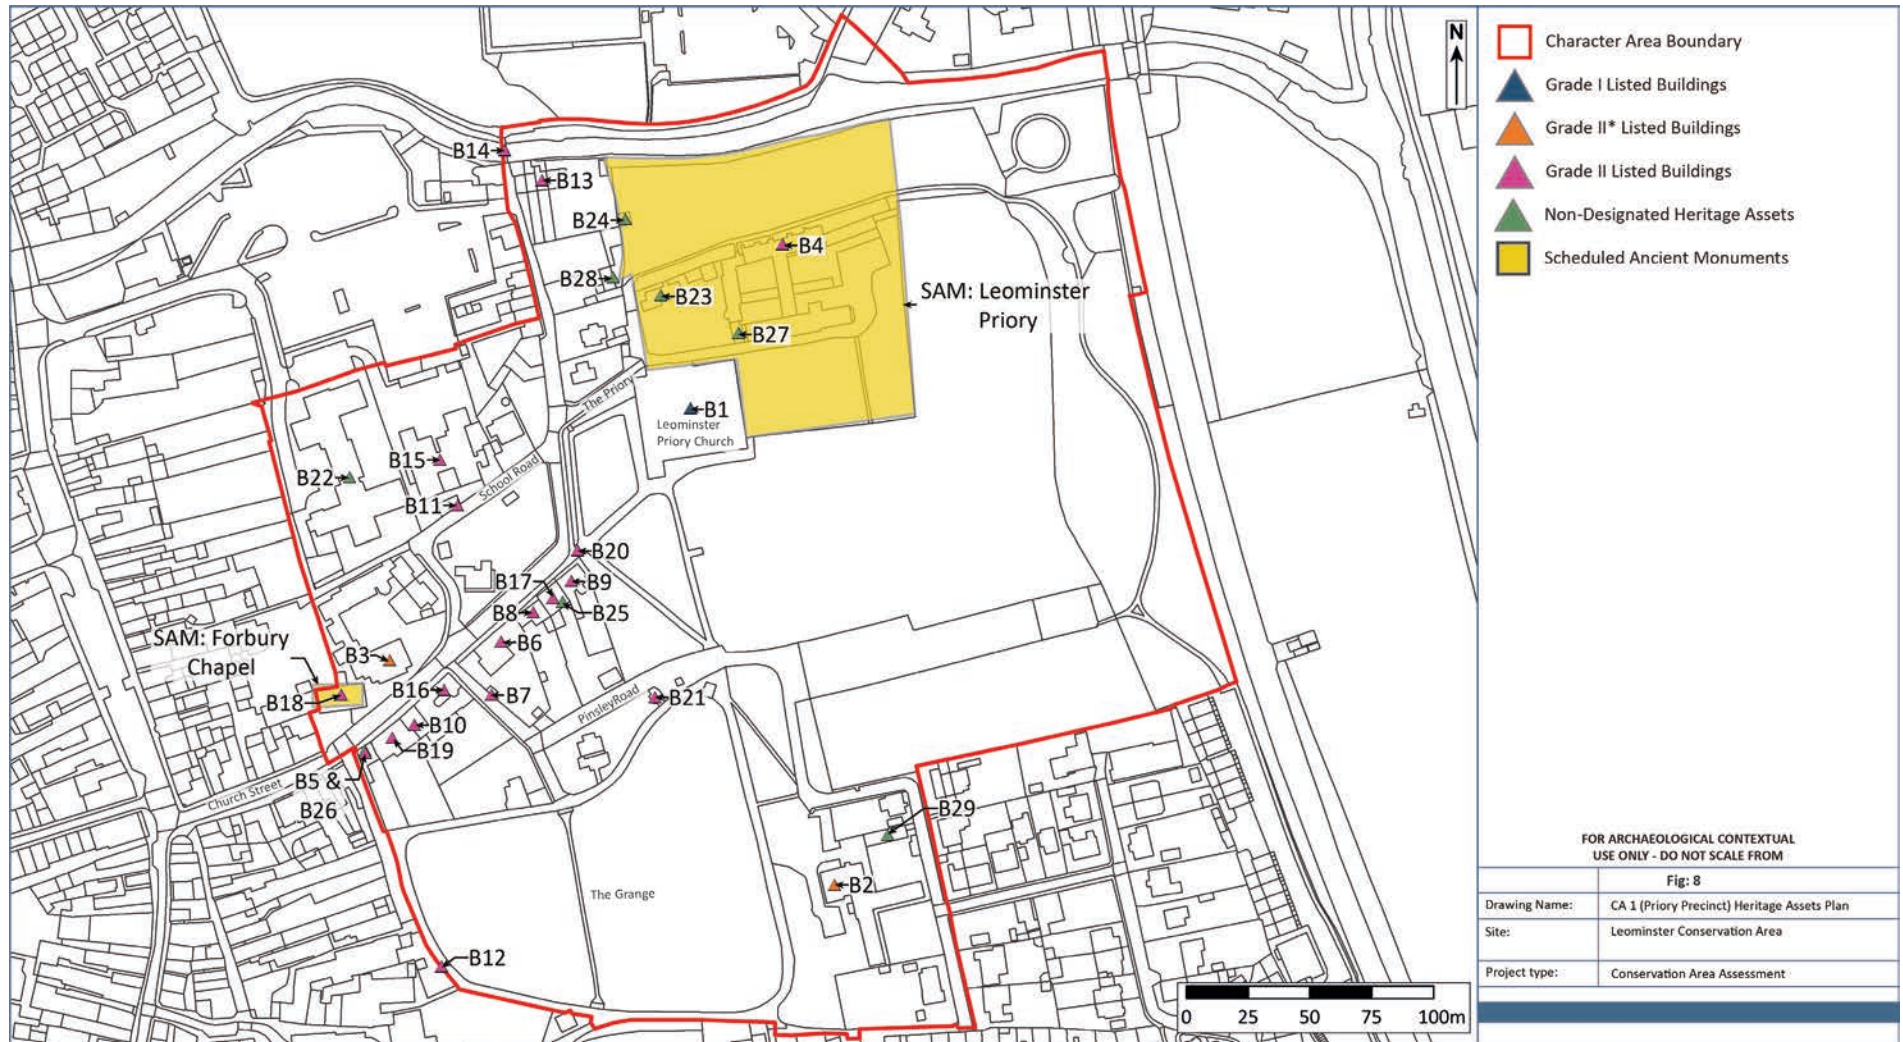 N
B14
B13
B24
B4
B28
B23
SAM: Leominster
Priory
B27
The Priory
B1
Leominster
Priory Church
B15
School Road
B22
B11
B20
B17
B9
B8
B25
SAM: Forbury
Chapel
B6
B3
B16
B7
B21
B18
PinsleyRoad
B10
B19
B5 &
B26
Church Street
B29
B2
The Grange
B12
0 25 50 75 100m
Character Area Boundary
Grade I Listed Buildings
Grade II* Listed Buildings
Grade II Listed Buildings
Non-Designated Heritage Assets
Scheduled Ancient Monuments
FOR ARCHAEOLOGICAL CONTEXTUAL
USE ONLY - DO NOT SCALE FROM
Fig: 8
Drawing Name: CA 1 (Priory Precinct) Heritage Assets Plan
Site: Leominster Conservation Area
Project type: Conservation Area Assessment